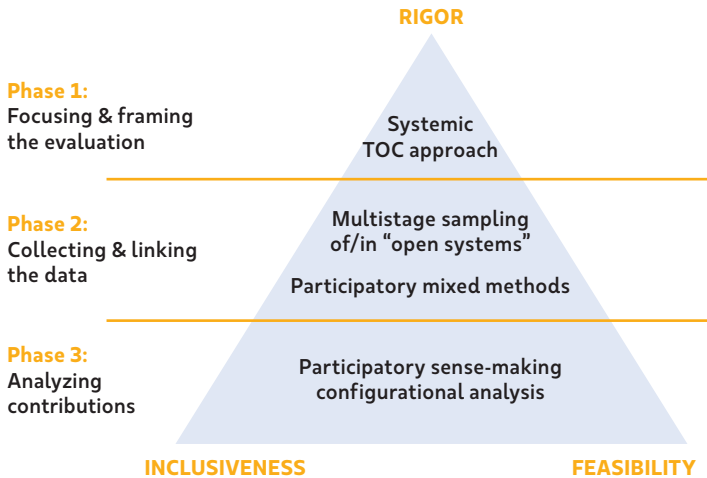 RIGOR
Phase 1:
Focusing & framing
the evaluation
Systemic
TOC approach
Phase 2:
Collecting & linking
the data
Multistage sampling
of/in “open systems”
Participatory mixed methods
Phase 3:
Analyzing
contributions
Participatory sense-making
configurational analysis
INCLUSIVENESS
FEASIBILITY